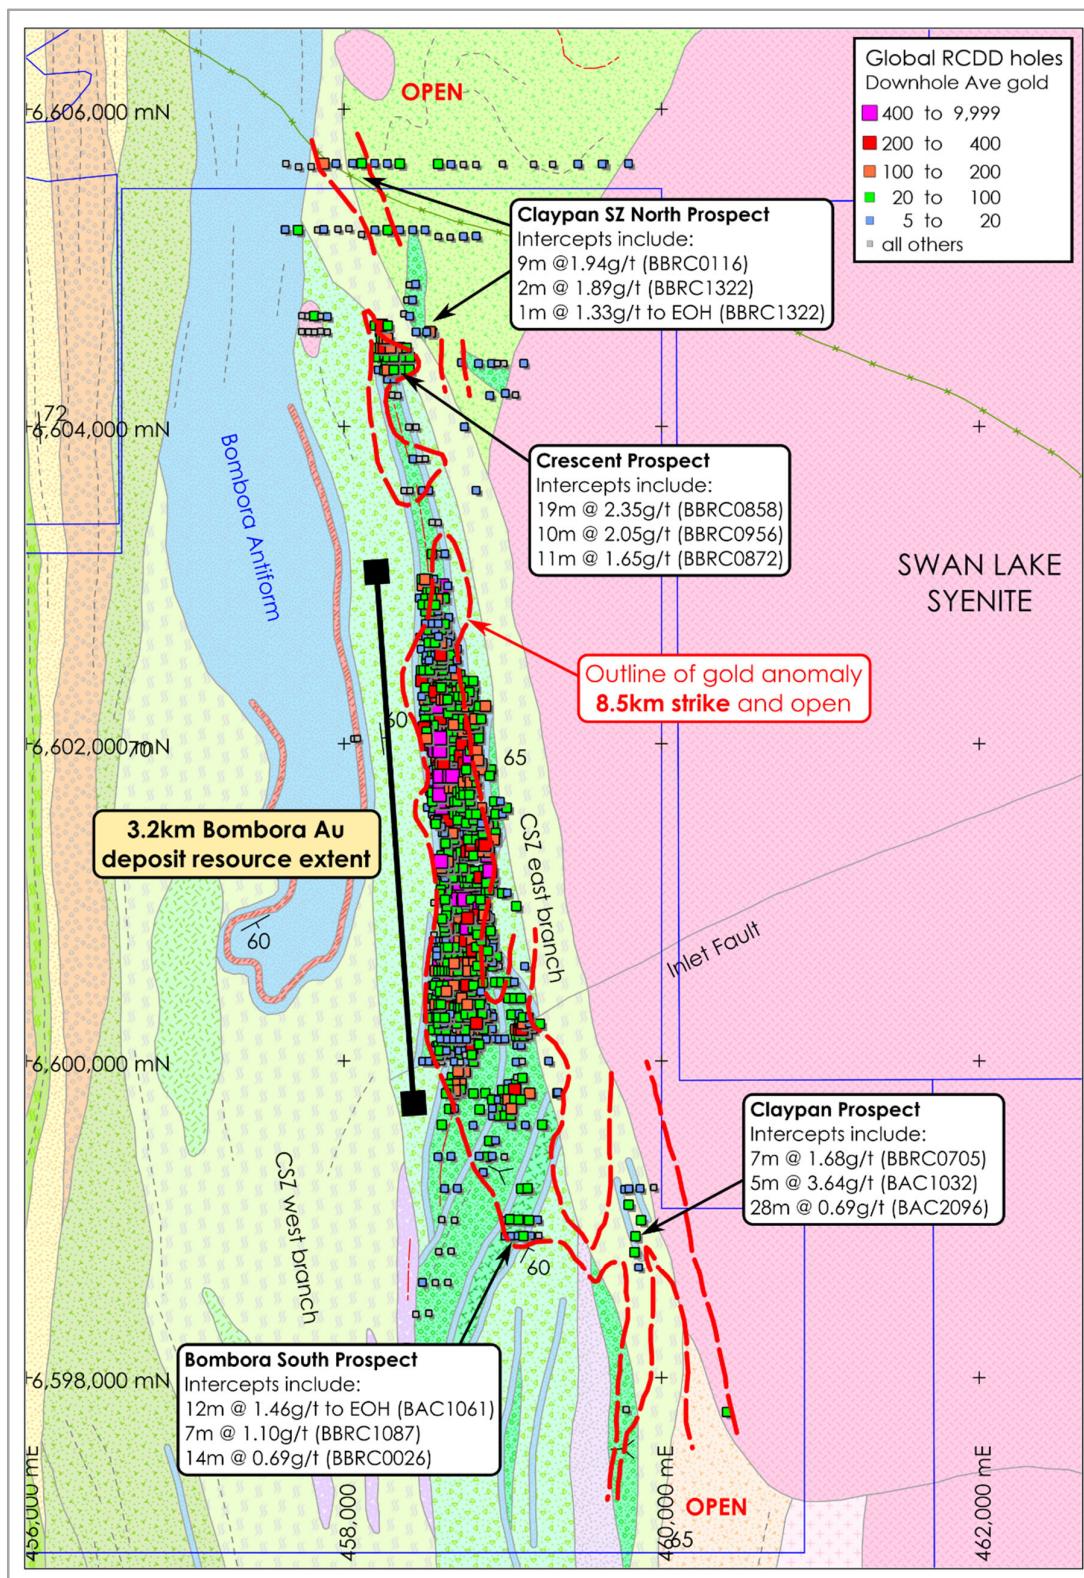 Global RCDD holes
Downhole Ave gold
400 to 9,999
200 to 400
100 to 200
20 to 100
5 to 20
all others
OPEN
6,606,000 mN
Claypan SZ North Prospect
Intercepts include:
9m @1.94g/t (BBRC0116)
2m @ 1.89g/t (BBRC1322)
1m @ 1.33g/t to EOH (BBRC1322)
72
6,604,000 mN
Bombora Antiform
Crescent Prospect
Intercepts include:
19m @ 2.35g/t (BBRC0858)
10m @ 2.05g/t (BBRC0956)
11m @ 1.65g/t (BBRC0872)
SWAN LAKE
SYENITE
Outline of gold anomaly
8.5km strike and open
60
6,602,000 mN
70
65
3.2km Bombora Au
deposit resource extent
CSZ east branch
60
Inlet Fault
6,600,000 mN
Claypan Prospect
Intercepts include:
7m @ 1.68g/t (BBRC0705)
5m @ 3.64g/t (BAC1032)
28m @ 0.69g/t (BAC2096)
CSZ west branch
60
Bombora South Prospect
Intercepts include:
12m @ 1.46g/t to EOH (BAC1061)
7m @ 1.10g/t (BBRC1087)
14m @ 0.69g/t (BBRC0026)
6,598,000 mN
OPEN
65
456,000 mE
458,000
460,000 mE
462,000 mE